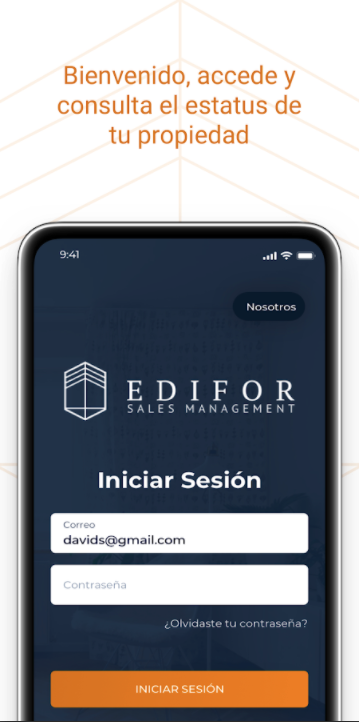 Bienvenido, accede y
consulta el estatus de
tu propiedad
9:41
Nosotros
EDIFOR
SALES MANAGEMENT
Iniciar Sesión
Correo
davids@gmail.com
Contraseña
¿Olvidaste tu contraseña?
INICIAR SESIÓN